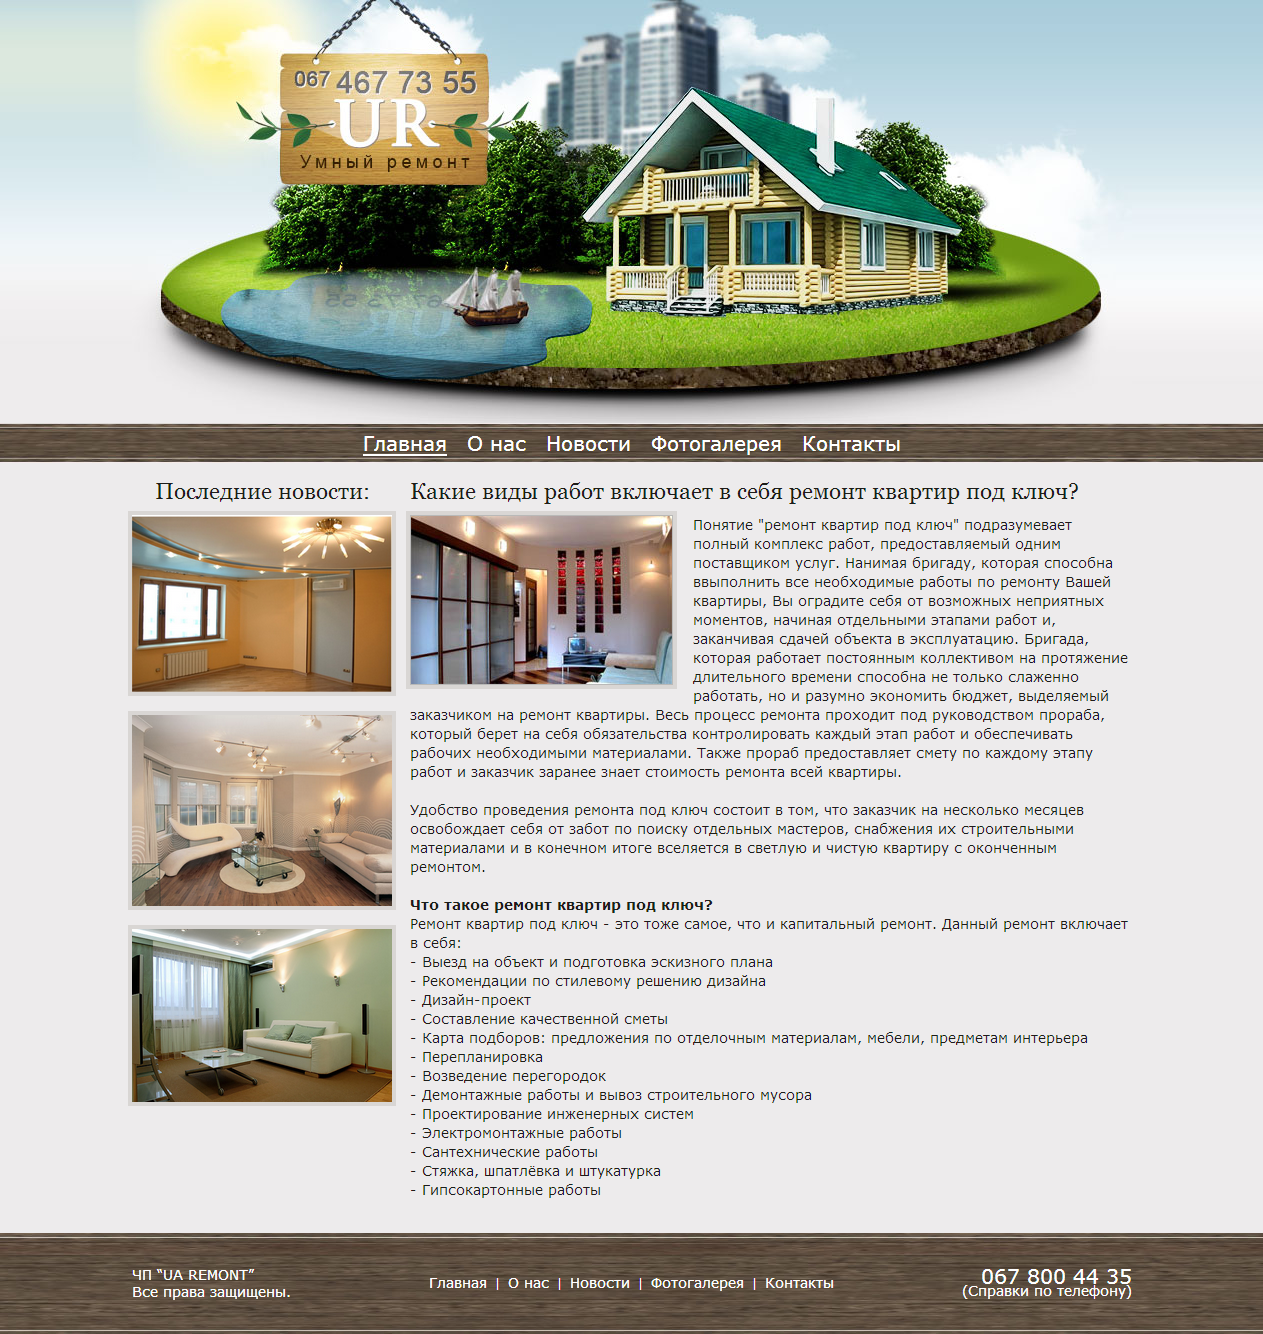 067 467 73 55
UR
Умный ремонт
Главная О нас Новости Фотогалерея Контакты
Последние новости:
Какие виды работ включает в себя ремонт квартир под ключ?
Понятие "ремонт квартир под ключ" подразумевает
полный комплекс работ, предоставляемый одним
поставщиком услуг. Нанимая бригаду, которая способна
ввыполнить все необходимые работы по ремонту Вашей
квартиры, Вы оградите себя от возможных неприятных
моментов, начиная отдельными этапами работ и,
заканчивая сдачей объекта в эксплуатацию. Бригада,
которая работает постоянным коллективом на протяжение
длительного времени способна не только слаженно
работать, но и разумно экономить бюджет, выделяемый
заказчиком на ремонт квартиры. Весь процесс ремонта проходит под руководством прораба,
который берет на себя обязательства контролировать каждый этап работ и обеспечивать
рабочих необходимыми материалами. Также прораб предоставляет смету по каждому этапу
работ и заказчик заранее знает стоимость ремонта всей квартиры.
Удобство проведения ремонта под ключ состоит в том, что заказчик на несколько месяцев
освобождает себя от забот по поиску отдельных мастеров, снабжения их строительными
материалами и в конечном итоге вселяется в светлую и чистую квартиру с оконченным
ремонтом.
Что такое ремонт квартир под ключ?
Ремонт квартир под ключ - это тоже самое, что и капитальный ремонт. Данный ремонт включает
в себя:
- Выезд на объект и подготовка эскизного плана
- Рекомендации по стилевому решению дизайна
- Дизайн-проект
- Составление качественной сметы
- Карта подборов: предложения по отделочным материалам, мебели, предметам интерьера
- Перепланировка
- Возведение перегородок
- Демонтажные работы и вывоз строительного мусора
- Проектирование инженерных систем
- Электромонтажные работы
- Сантехнические работы
- Стяжка, шпатлёвка и штукатурка
- Гипсокартонные работы
ЧП “UA REMONT”
Все права защищены.
Главная | О нас | Новости | Фотогалерея | Контакты
067 800 44 35
(Справки по телефону)